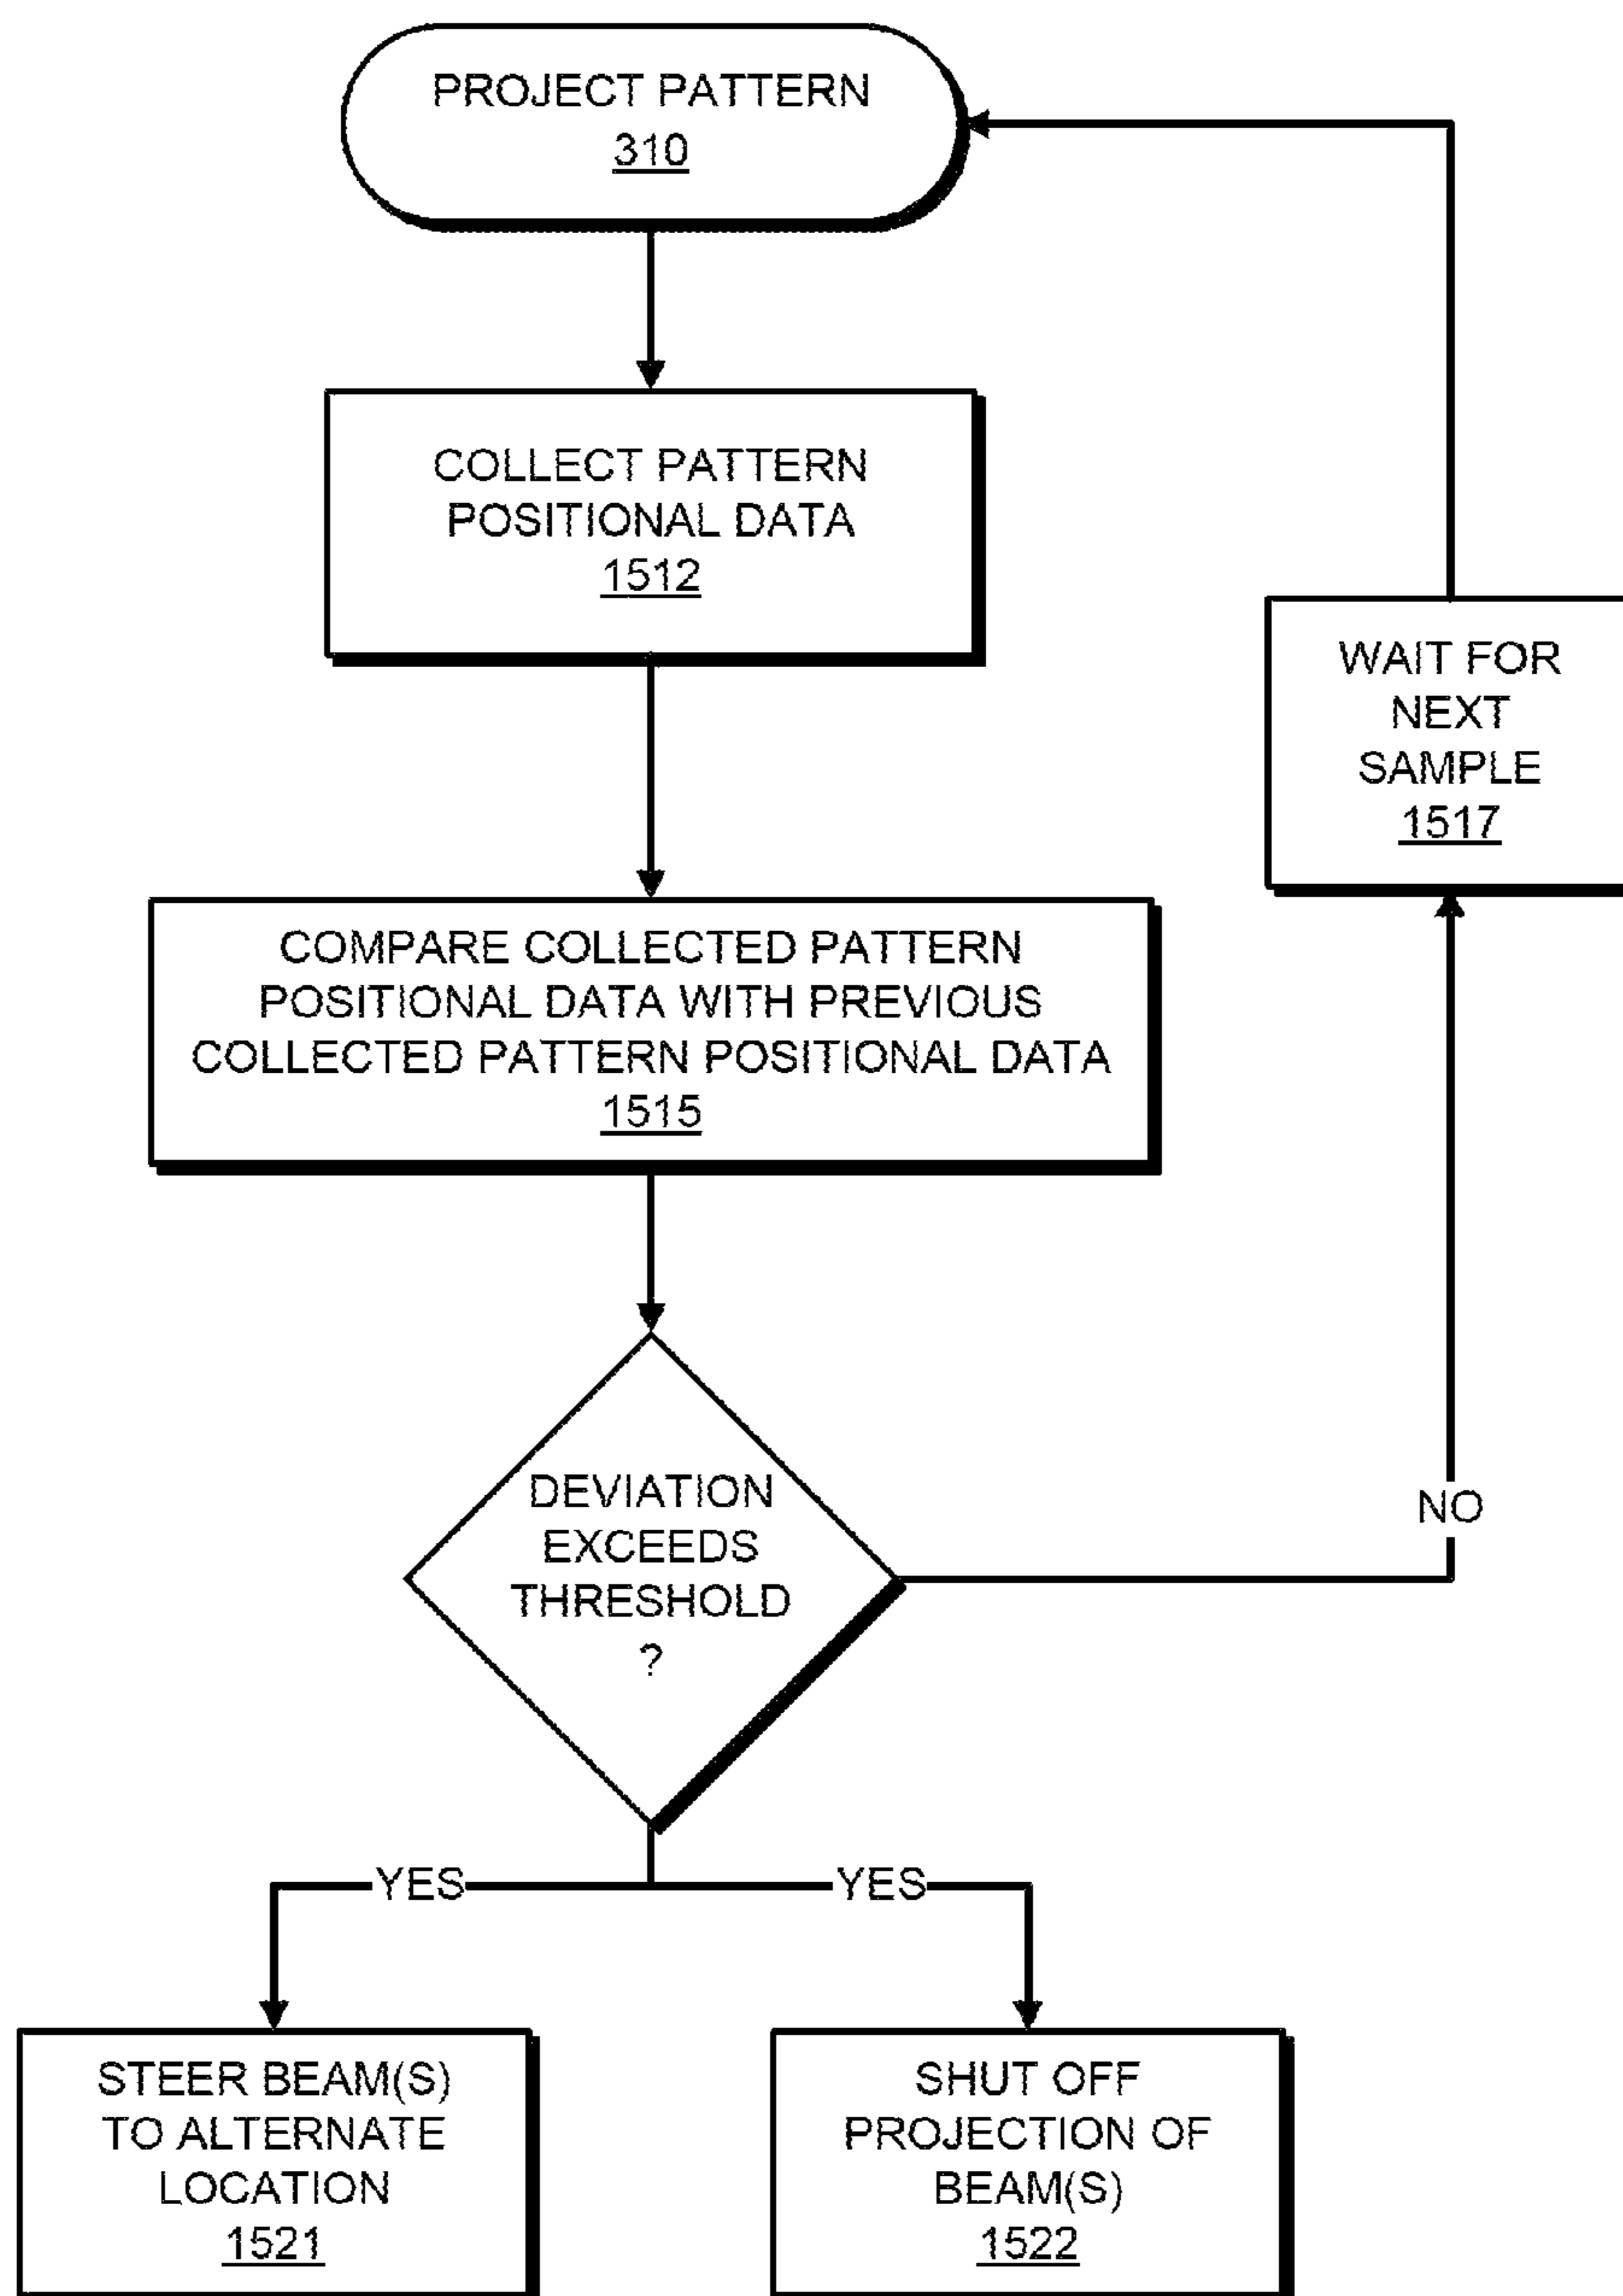 PROJECT PATTERN
310
COLLECT PATTERN
POSITIONAL DATA
1512
WAIT FOR
NEXT
SAMPLE
1517
COMPARE COLLECTED PATTERN
POSITIONAL DATA WITH PREVIOUS
COLLECTED PATTERN POSITIONAL DATA
1515
DEVIATION
EXCEEDS
THRESHOLD
?
NO
YES
YES
STEER BEAM(S)
TO ALTERNATE
LOCATION
1521
SHUT OFF
PROJECTION OF
BEAM(S)
1522